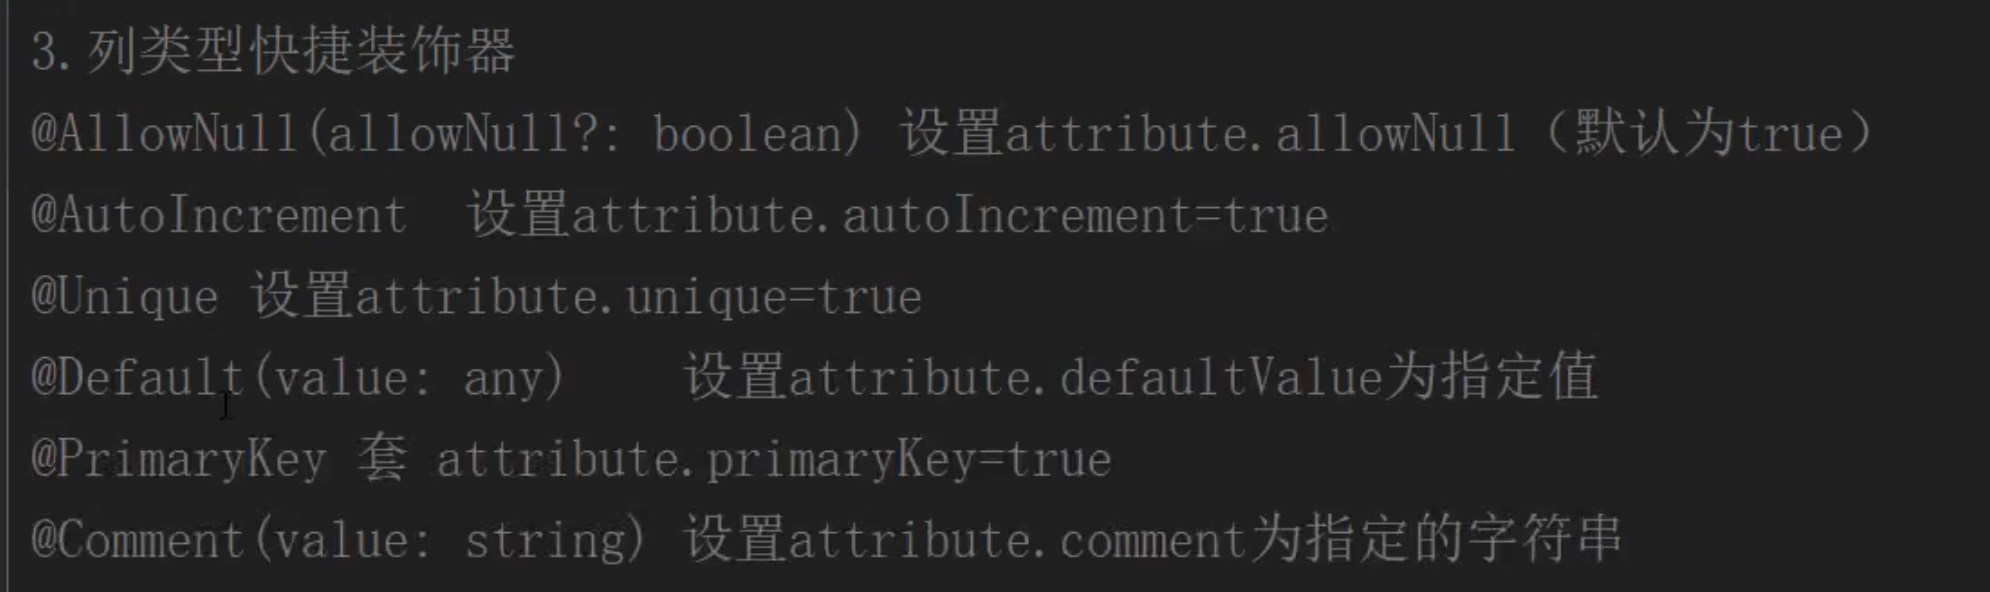 3.列类型快捷装饰器
@AllowNull(allowNull?: boolean) 设置attribute.allowNull（默认为true）
@AutoIncrement 设置attribute.autoIncrement=true
@Unique 设置attribute.unique=true
@Default(value: any) 设置attribute.defaultValue为指定值
@PrimaryKey 套 attribute.primaryKey=true
@Comment(value: string) 设置attribute.comment为指定的字符串